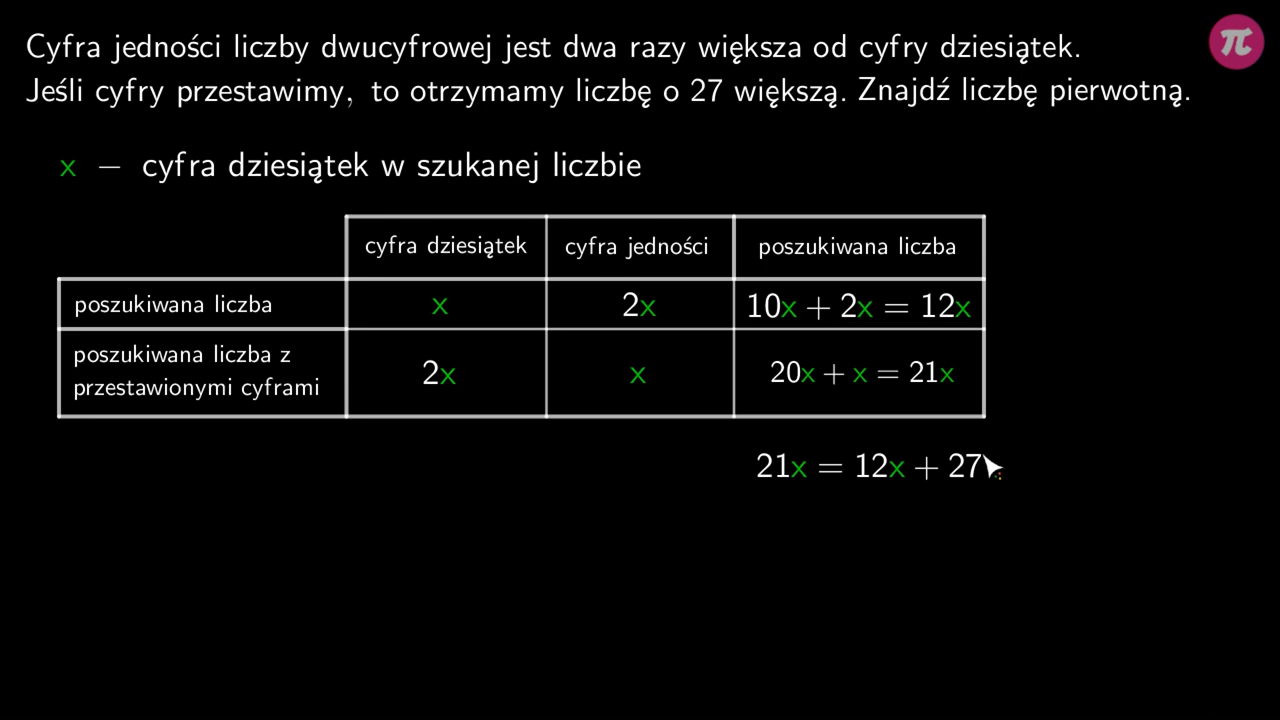 Cyfra jedności liczby dwucyfrowej jest dwa razy większa od cyfry dziesiątek.
Jeśli cyfry przestawimy, to otrzymamy liczbę o 27 większą. Znajdź liczbę pierwotną.
π
x – cyfra dziesiątek w szukanej liczbie
cyfra dziesiątek cyfra jedności poszukiwana liczba
poszukiwana liczba x 2x 10x + 2x = 12x
poszukiwana liczba z
przestawionymi cyframi 2x x 20x + x = 21x
21x = 12x + 27